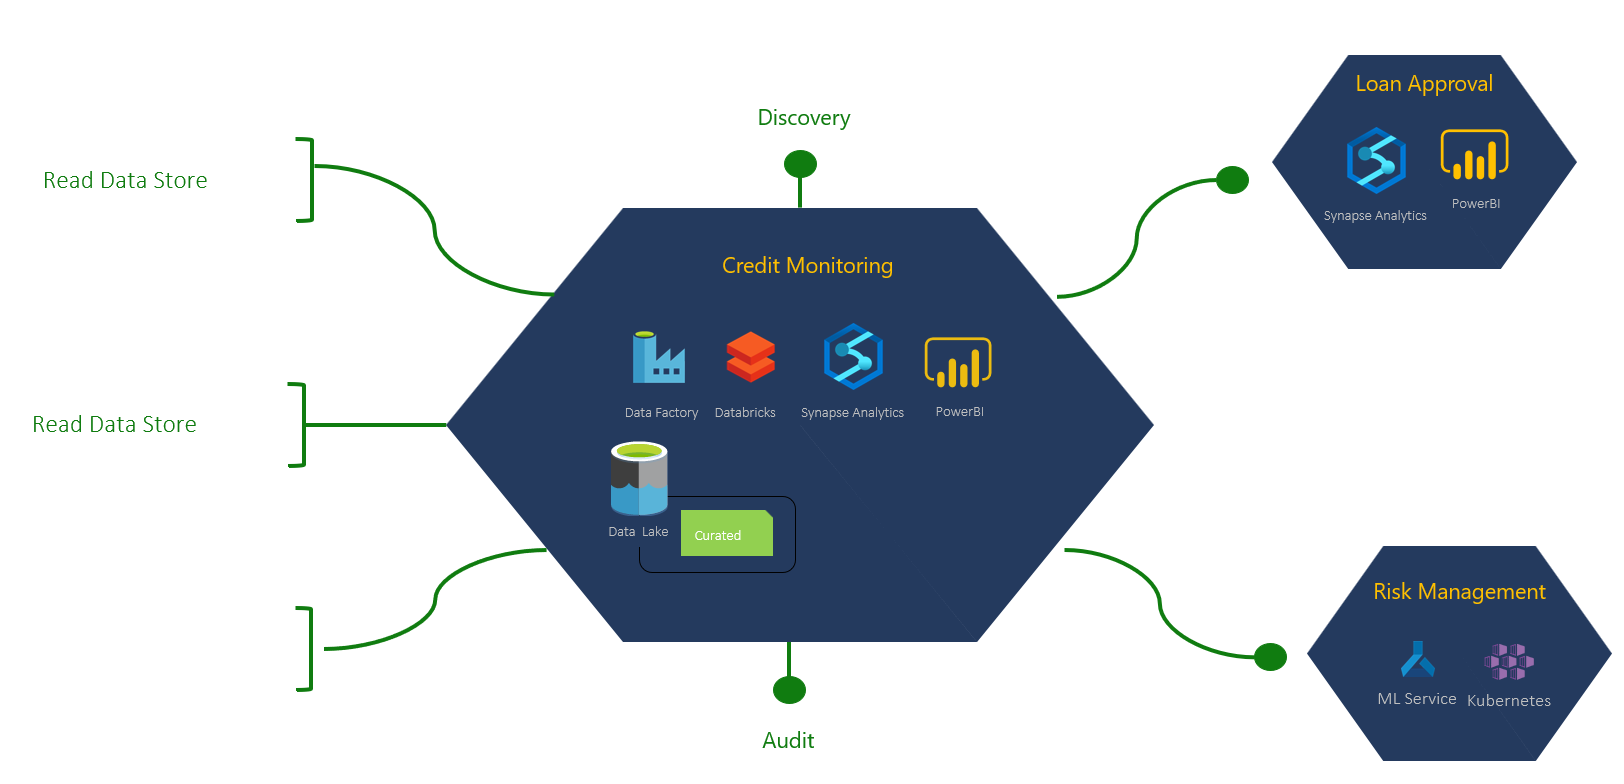 Loan Approval
Synapse Analytics
PowerBI
Discovery
Read Data Store
Credit Monitoring
Data Factory
Databricks
Synapse Analytics
PowerBI
Read Data Store
Data Lake
Curated
Risk Management
ML Service
Kubernetes
Audit